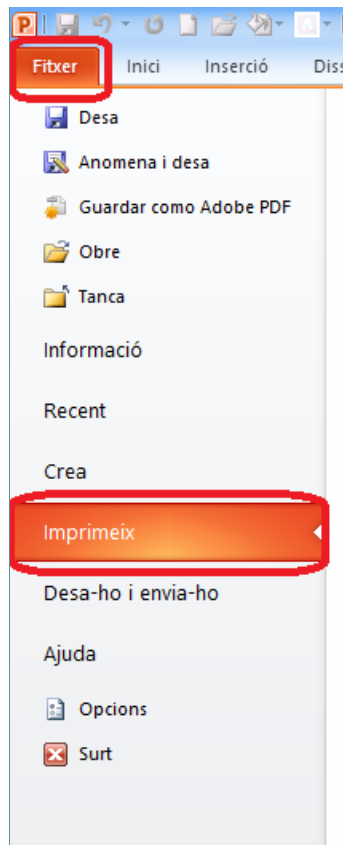 Fitxer Inici Inserció Diss
Desa
Anomena i desa
Guardar como Adobe PDF
Obre
Tanca
Informació
Recent
Crea
Imprimeix
Desa-ho i envia-ho
Ajuda
Opcions
Surt